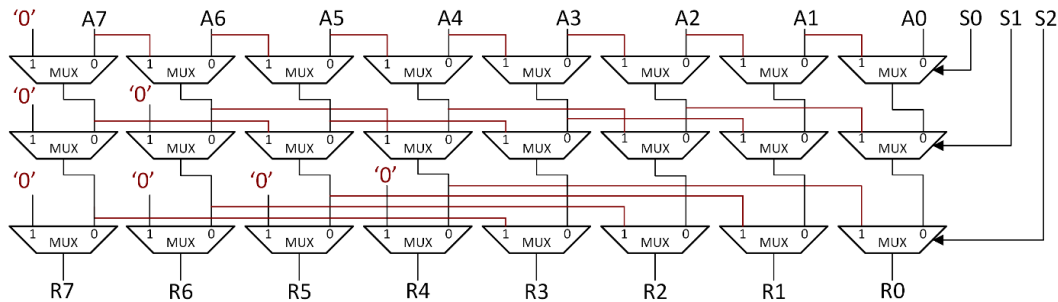 ‘0’ A7 A6 A5 A4 A3 A2 A1 A0 S0 S1 S2
1 0 1 0 1 0 1 0 1 0 1 0 1 0 1 0
MUX MUX MUX MUX MUX MUX MUX MUX
‘0’ ‘0’
1 0 1 0 1 0 1 0 1 0 1 0 1 0 1 0
MUX MUX MUX MUX MUX MUX MUX MUX
‘0’ ‘0’ ‘0’ ‘0’
1 0 1 0 1 0 1 0 1 0 1 0 1 0 1 0
MUX MUX MUX MUX MUX MUX MUX MUX
R7 R6 R5 R4 R3 R2 R1 R0